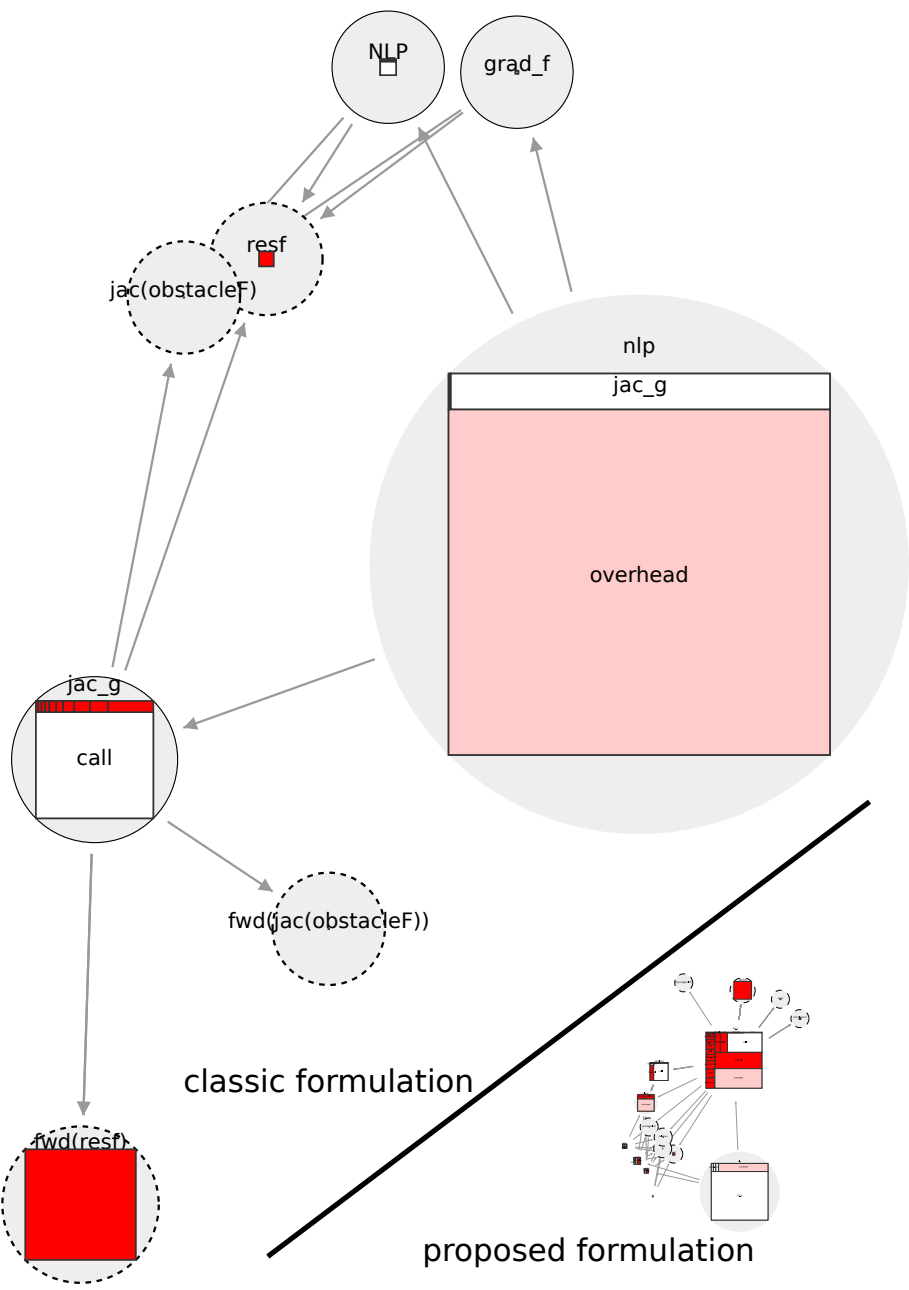 NLP
grad_f
resf
jac(obstacleF)
nlp
jac_g
overhead
jac_g
call
fwd(jac(obstacleF))
classic formulation
fwd(resf)
proposed formulation